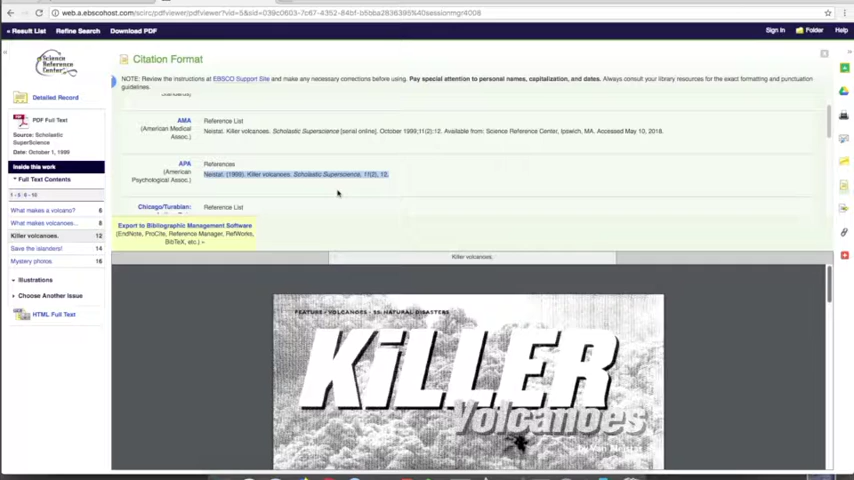 web.a.ebscohost.com/scirc/pdfviewer/pdfviewer?vid=5&sid=039c0603-7c67-4352-84bf-b5bba2836395%40sessionmgr4008
« Result List
Refine Search
Download PDF
Sign In
Folder
Help
Science
Reference
Center
Detailed Record
PDF Full Text
Source: Scholastic
SuperScience
Date: October 1, 1999
Inside this work
Full Text Contents
1 - 5 | 6 - 10
What makes a volcano? 6
What makes volcanoes... 8
Killer volcanoes. 12
Save the islanders! 14
Mystery photos. 16
Illustrations
Choose Another Issue
HTML Full Text
Citation Format
NOTE: Review the instructions at EBSCO Support Site and make any necessary corrections before using. Pay special attention to personal names, capitalization, and dates. Always consult your library resources for the exact formatting and punctuation
guidelines.
Standards)
AMA
(American Medical
Assoc.)
Reference List
Neistat. Killer volcanoes. Scholastic Superscience [serial online]. October 1999;11(2):12. Available from: Science Reference Center, Ipswich, MA. Accessed May 10, 2018.
APA
(American
Psychological Assoc.)
References
Neistat. (1999). Killer volcanoes. Scholastic Superscience, 11(2), 12.
Chicago/Turabian:
Reference List
Export to Bibliographic Management Software
(EndNote, ProCite, Reference Manager, RefWorks,
BibTeX, etc.) »
Killer volcanoes.
FEATURE • VOLCANOES • SS: NATURAL DISASTERS
KiLLER
Volcanoes
by Van Neistat